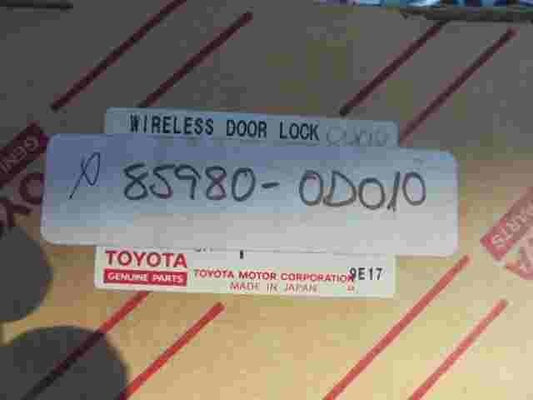 WIRELESS DOOR LOCK
85980-0D010
TOYOTA
GENUINE PARTS
TOYOTA MOTOR CORPORATION
9E17
MADE IN JAPAN